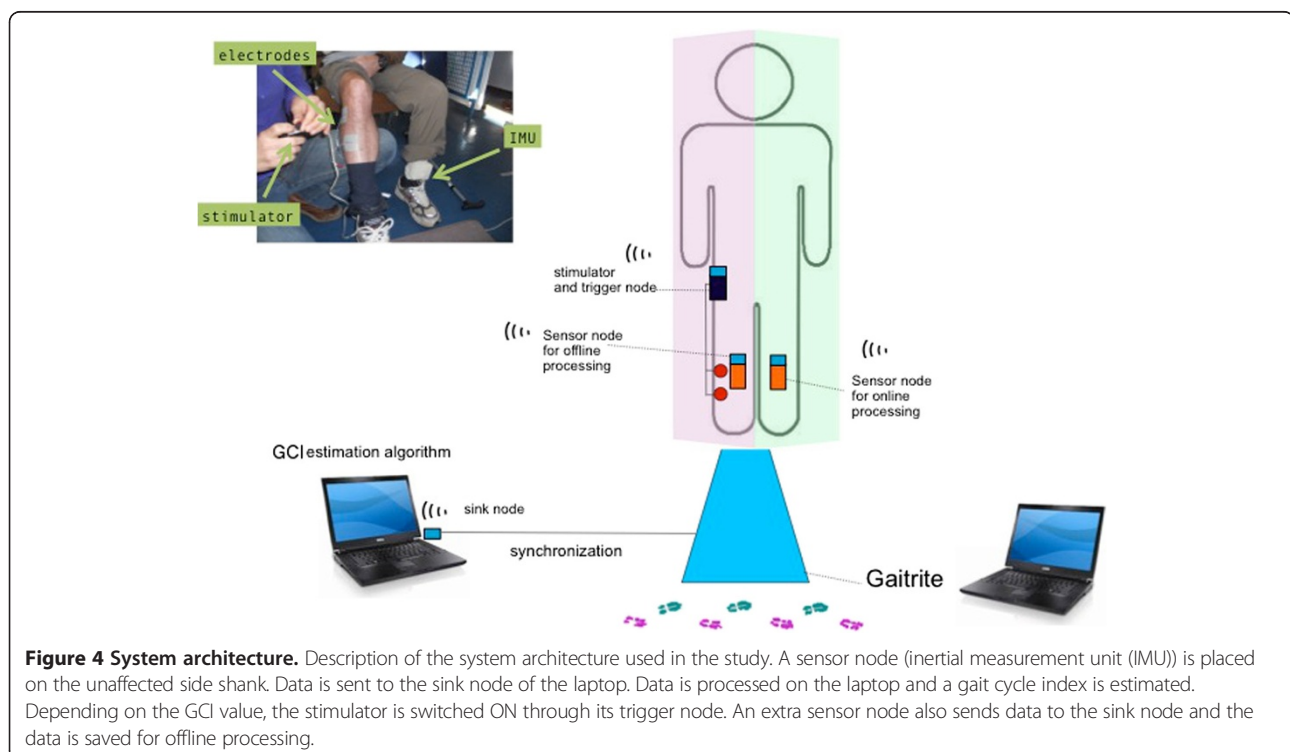 electrodes
IMU
stimulator
stimulator
and trigger node
Sensor node
for offline
processing
Sensor node
for online
processing
GCI estimation algorithm
sink node
synchronization
Gaitrite
Figure 4 System architecture. Description of the system architecture used in the study. A sensor node (inertial measurement unit (IMU)) is placed
on the unaffected side shank. Data is sent to the sink node of the laptop. Data is processed on the laptop and a gait cycle index is estimated.
Depending on the GCI value, the stimulator is switched ON through its trigger node. An extra sensor node also sends data to the sink node and the
data is saved for offline processing.